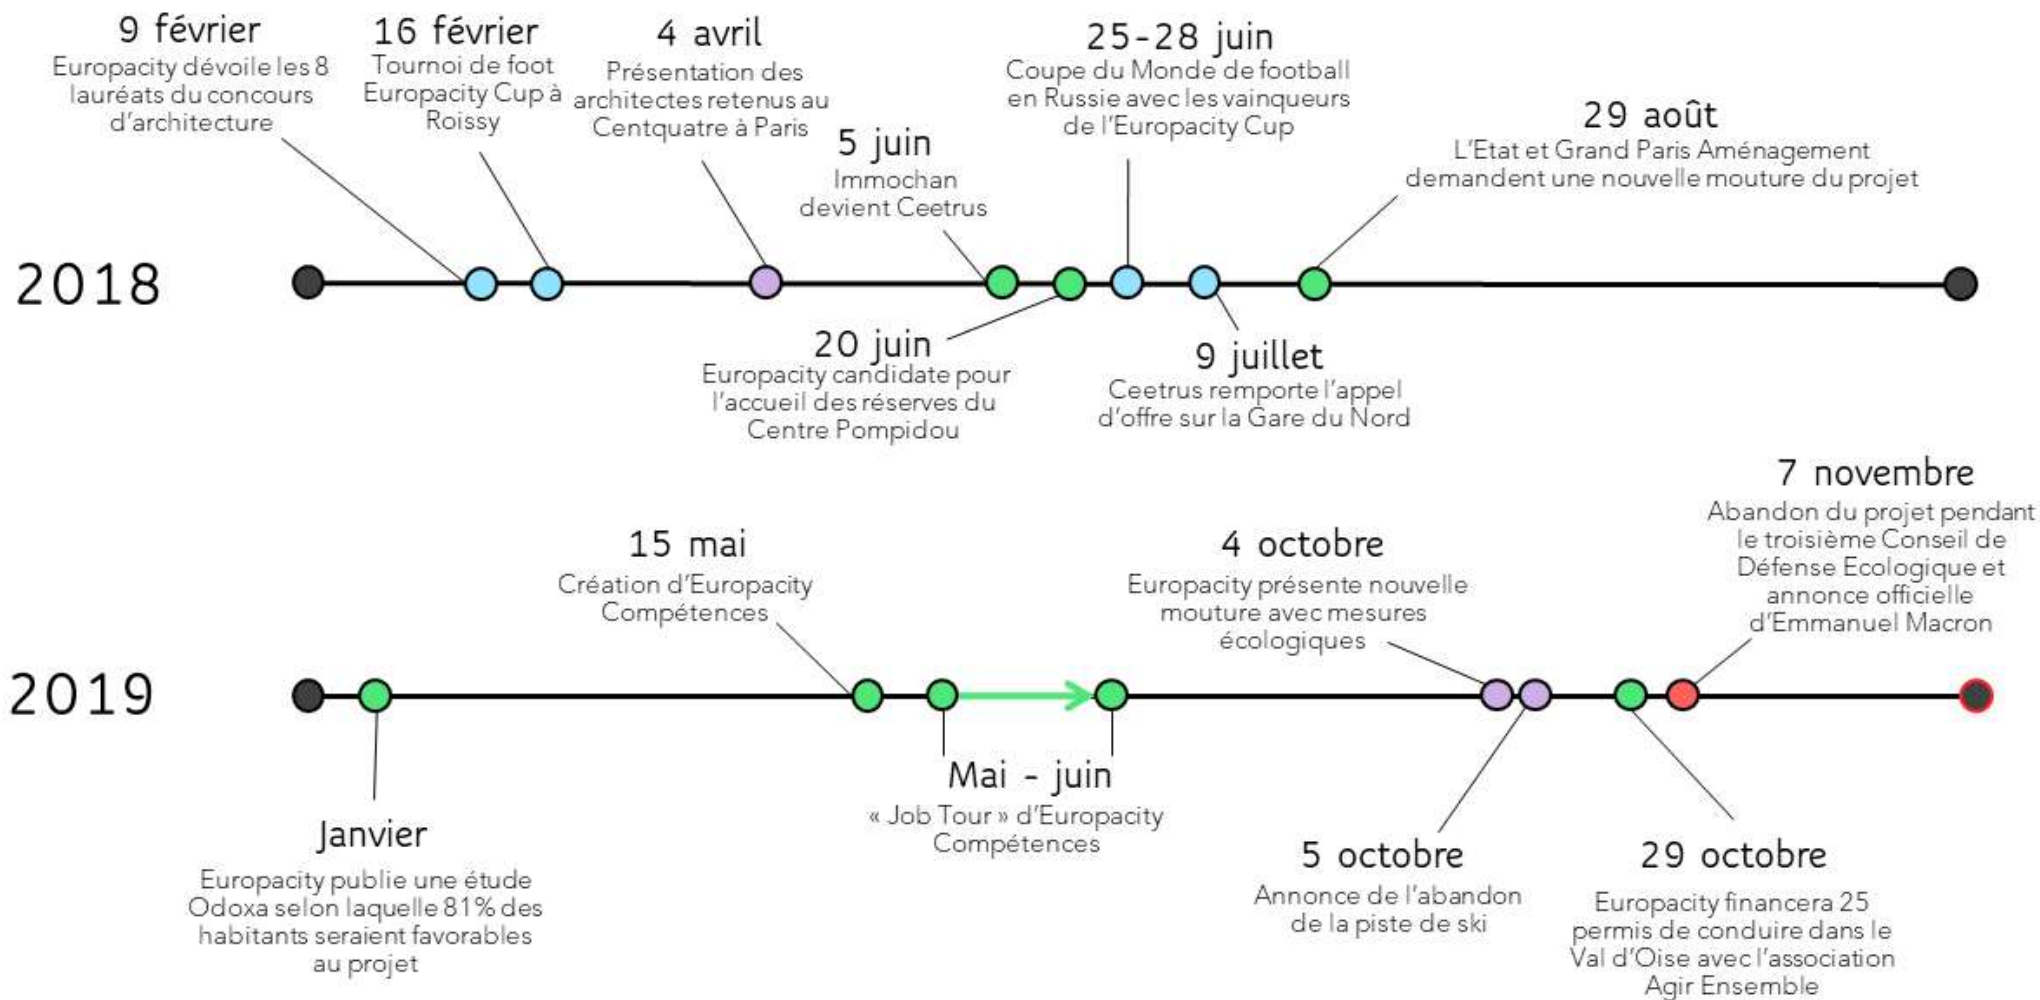 9 février
Europacity dévoile les 8
lauréats du concours
d'architecture
16 février
Tournoi de foot
Europacity Cup à
Roissy
4 avril
Présentation des
architectes retenus au
Centquatre à Paris
5 juin
Immochan
devient Ceetrus
25-28 juin
Coupe du Monde de football
en Russie avec les vainqueurs
de l'Europacity Cup
29 août
L'Etat et Grand Paris Aménagement
demandent une nouvelle mouture du projet
2018
20 juin
Europacity candidate pour
l'accueil des réserves du
Centre Pompidou
9 juillet
Ceetrus remporte l'appel
d'offre sur la Gare du Nord
15 mai
Création d'Europacity
Compétences
4 octobre
Europacity présente nouvelle
mouture avec mesures
écologiques
7 novembre
Abandon du projet pendant
le troisième Conseil de
Défense Ecologique et
annonce officielle
d'Emmanuel Macron
2019
Janvier
Europacity publie une étude
Odoxa selon laquelle 81% des
habitants seraient favorables
au projet
Mai - juin
« Job Tour » d'Europacity
Compétences
5 octobre
Annonce de l'abandon
de la piste de ski
29 octobre
Europacity financera 25
permis de conduire dans le
Val d'Oise avec l'association
Agir Ensemble